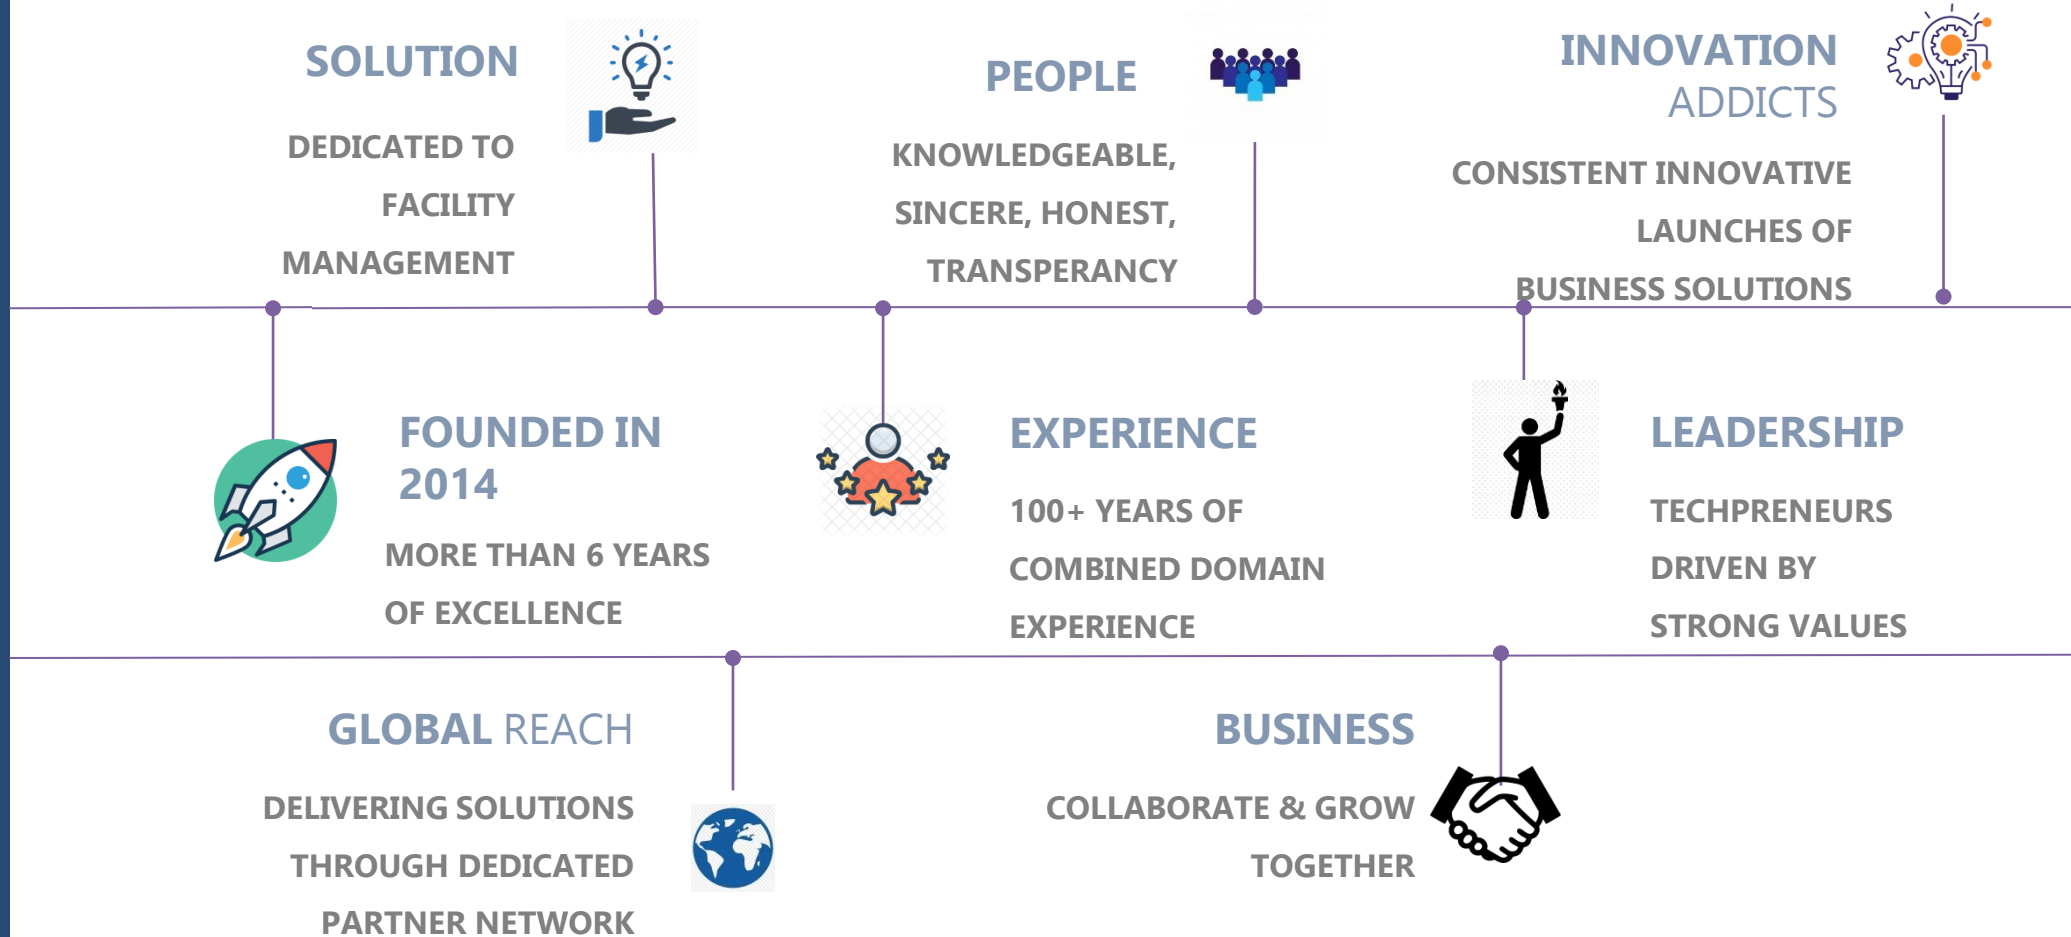 SOLUTION
DEDICATED TO
FACILITY
MANAGEMENT
PEOPLE
KNOWLEDGEABLE,
SINCERE, HONEST,
TRANSPERANCY
INNOVATION
ADDICTS
CONSISTENT INNOVATIVE
LAUNCHES OF
BUSINESS SOLUTIONS
FOUNDED IN
2014
MORE THAN 6 YEARS
OF EXCELLENCE
EXPERIENCE
100+ YEARS OF
COMBINED DOMAIN
EXPERIENCE
LEADERSHIP
TECHPRENEURS
DRIVEN BY
STRONG VALUES
GLOBAL REACH
DELIVERING SOLUTIONS
THROUGH DEDICATED
PARTNER NETWORK
BUSINESS
COLLABORATE & GROW
TOGETHER